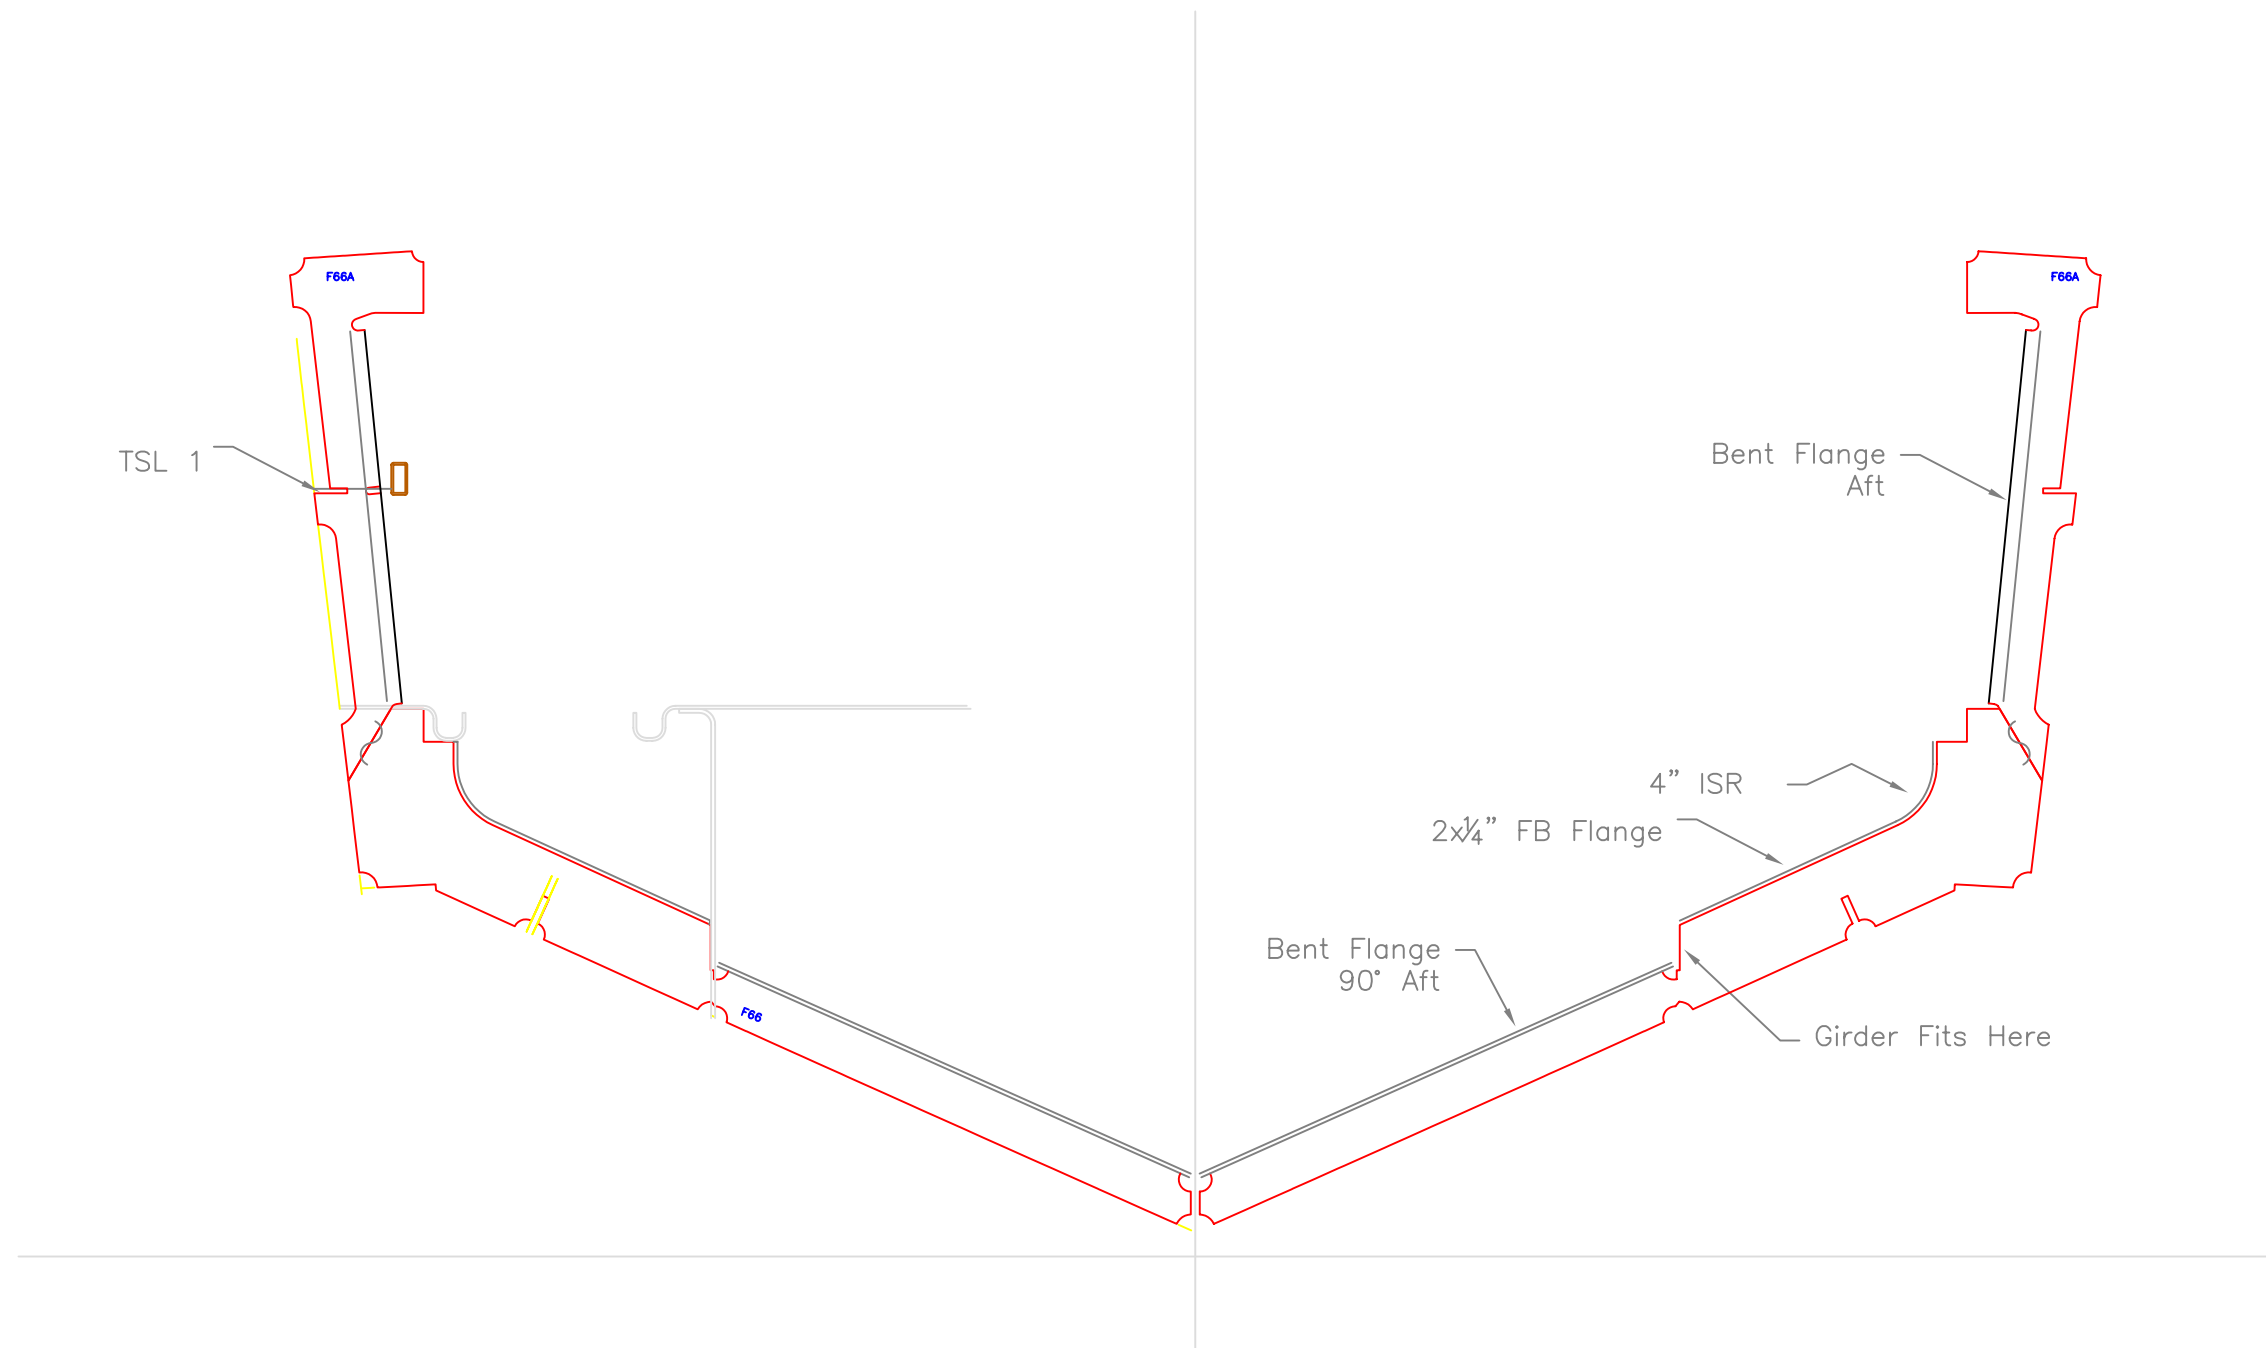 F66A
F66A
TSL 1
Bent Flange
Aft
4” ISR
2x¼” FB Flange
Bent Flange
90° Aft
F66
Girder Fits Here